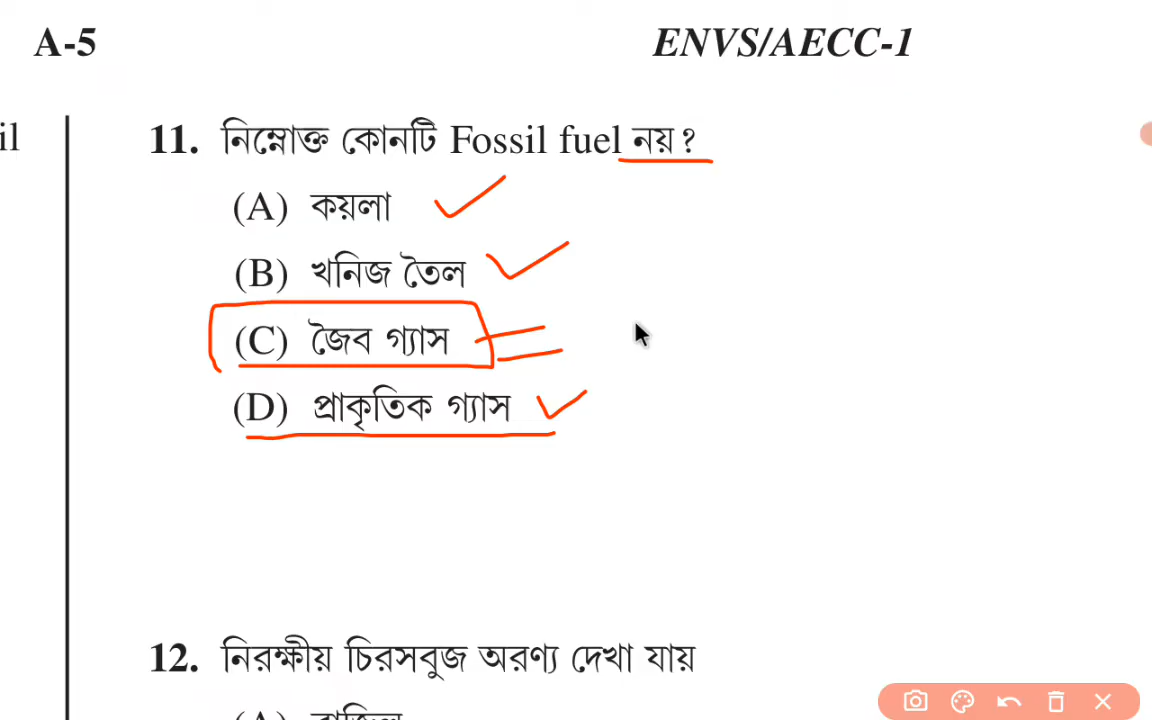 A-5 ENVS/AECC-1
il
11. নিম্নোক্ত কোনটি Fossil fuel নয় ?
(A) কয়লা
(B) খনিজ তৈল
(C) জৈব গ্যাস
(D) প্রাকৃতিক গ্যাস
12. নিরক্ষীয় চিরসবুজ অরণ্য দেখা যায়